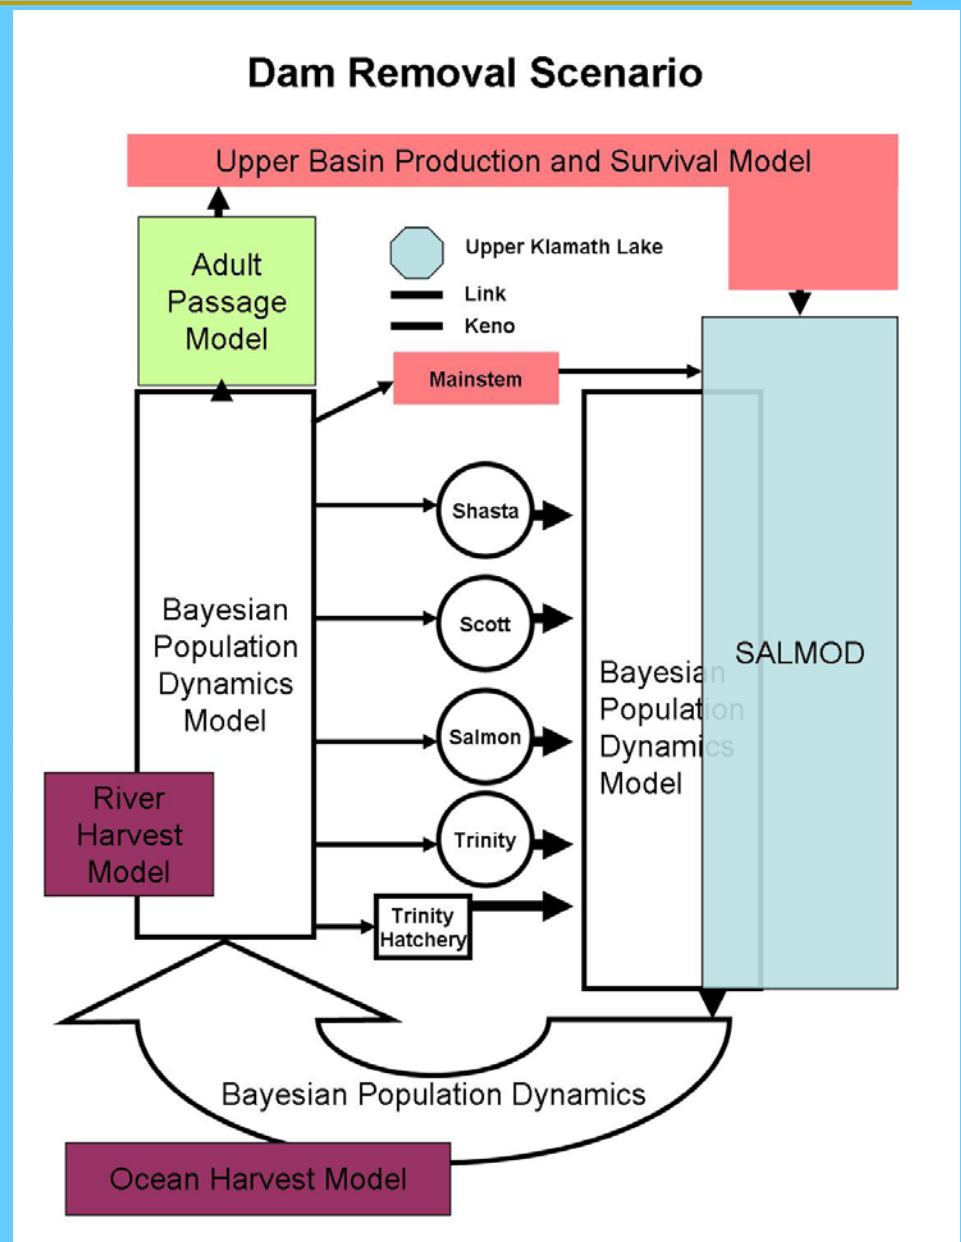 Dam Removal Scenario
Upper Basin Production and Survival Model
Adult
Passage
Model
Upper Klamath Lake
Link
Keno
Mainstem
Shasta
Scott
Salmon
Trinity
Trinity
Hatchery
Bayesian
Population
Dynamics
Model
River
Harvest
Model
Bayesian
Population
Dynamics
Model
SALMOD
Bayesian Population Dynamics
Ocean Harvest Model